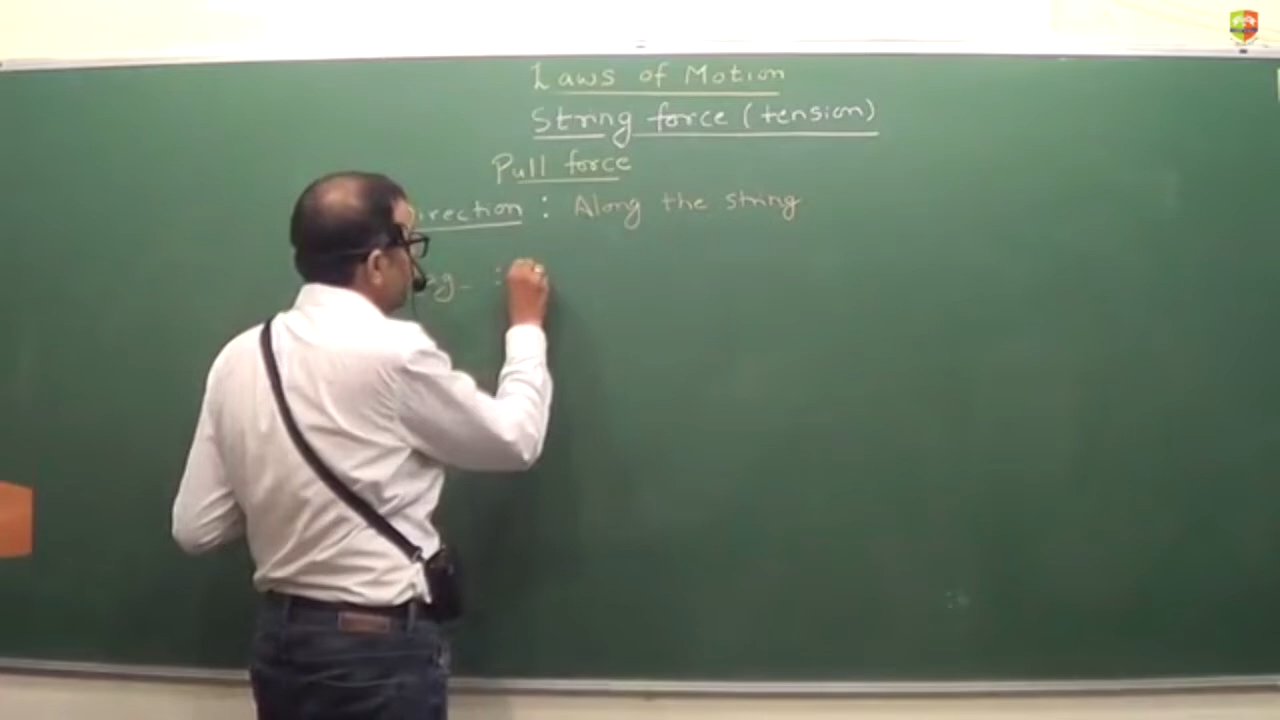 Laws of Motion
String force (tension)
Pull force
Direction : Along the string